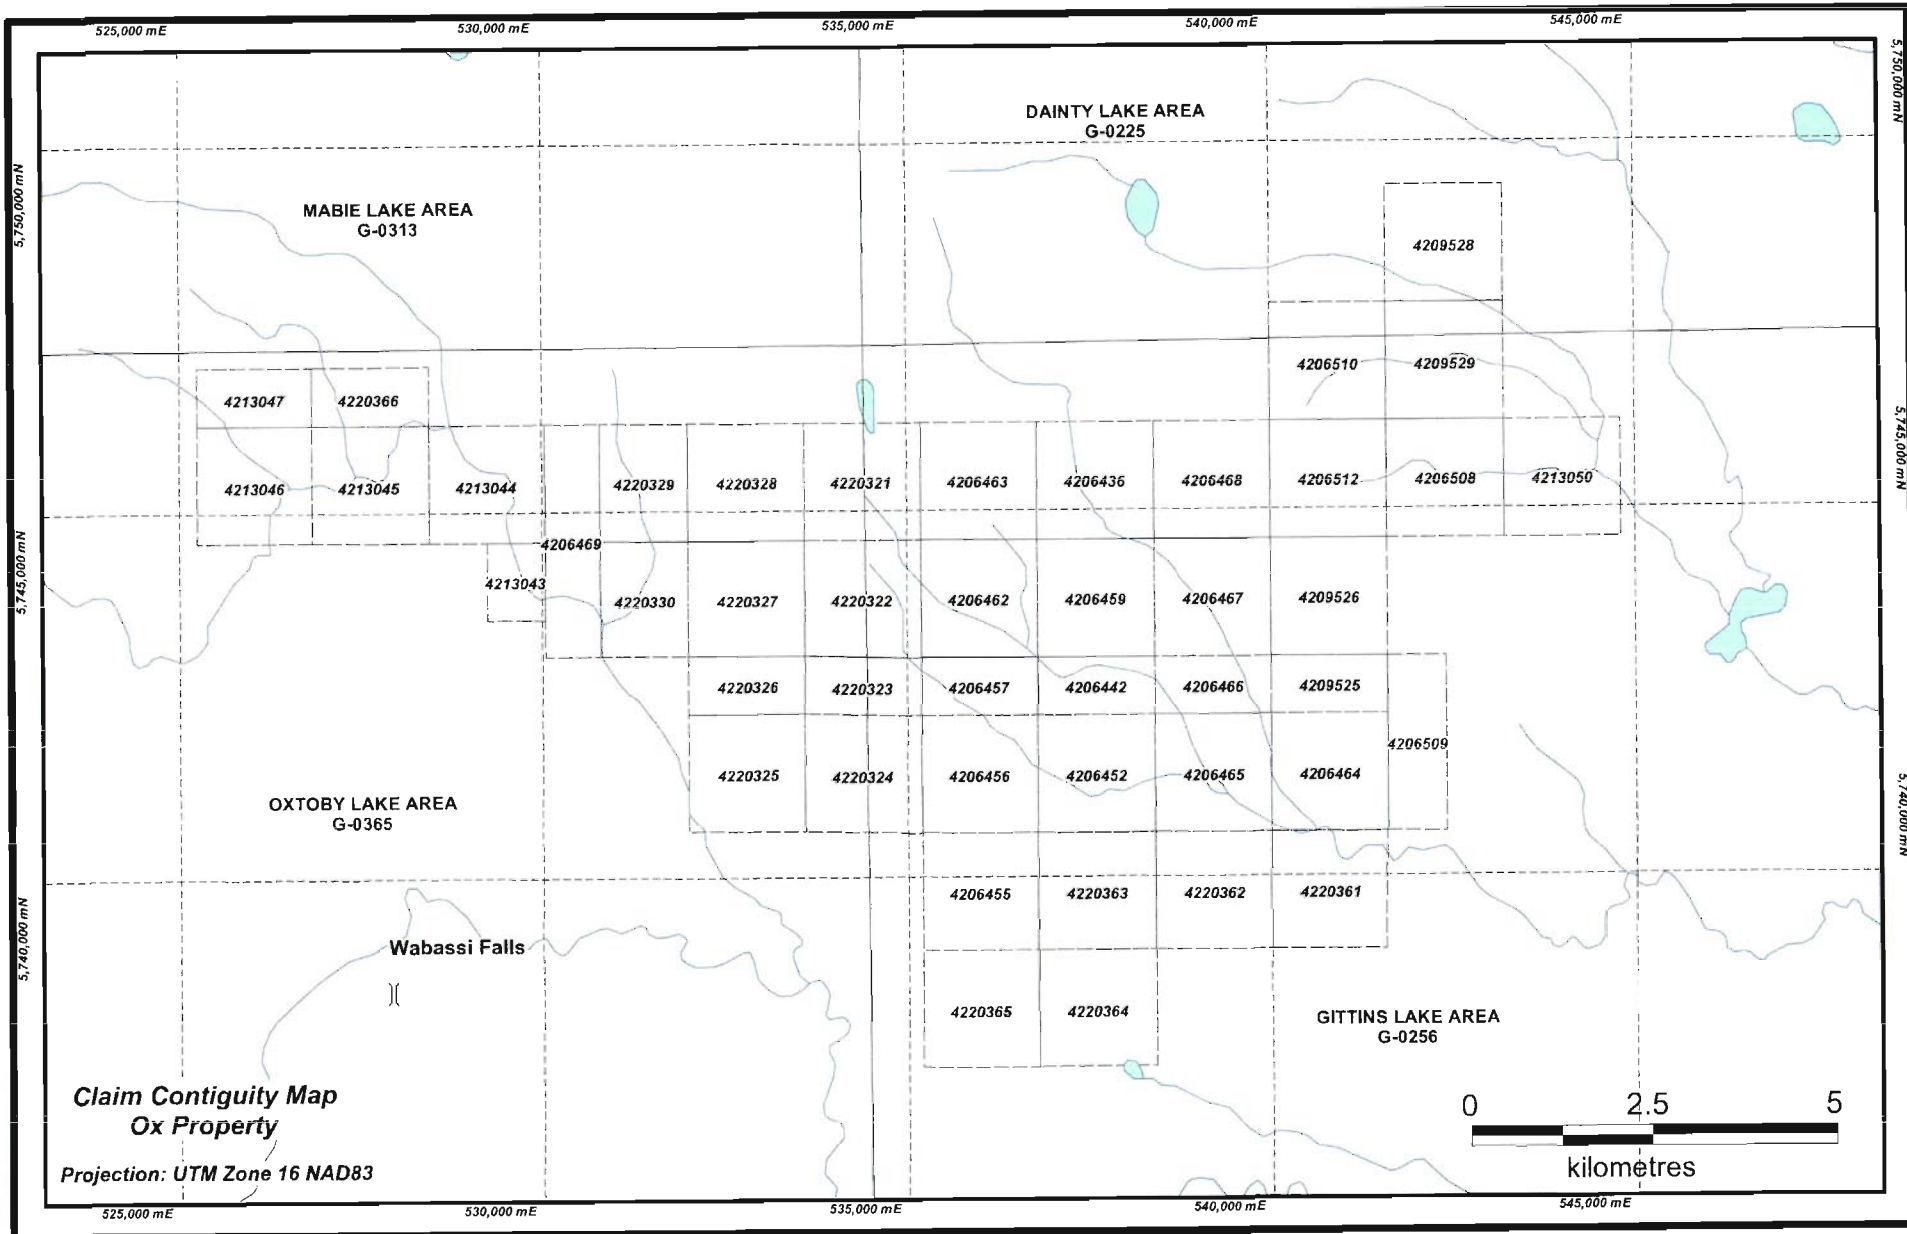 525,000 mE
530,000 mE
535,000 mE
540,000 mE
545,000 mE
5,750,000 mN
5,750,000 mN
DAINTY LAKE AREA
G-0225
MABIE LAKE AREA
G-0313
4209528
4206510
4209529
4213047
4220366
5,745,000 mN
4213046
4213045
4213044
4220329
4220328
4220321
4206463
4206436
4206468
4206512
4206508
4213050
4206469
5,745,000 mN
4213043
4220330
4220327
4220322
4206462
4206459
4206467
4209526
4220326
4220323
4206457
4206442
4206466
4209525
4206509
4220325
4220324
4206456
4206452
4206465
4206464
5,740,000 mN
OXTOBY LAKE AREA
G-0365
4206455
4220363
4220362
4220361
5,740,000 mN
Wabassi Falls
4220365
4220364
GITTINS LAKE AREA
G-0256
Claim Contiguity Map
Ox Property
Projection: UTM Zone 16 NAD83
0 2.5 5
kilometres
525,000 mE
530,000 mE
535,000 mE
540,000 mE
545,000 mE